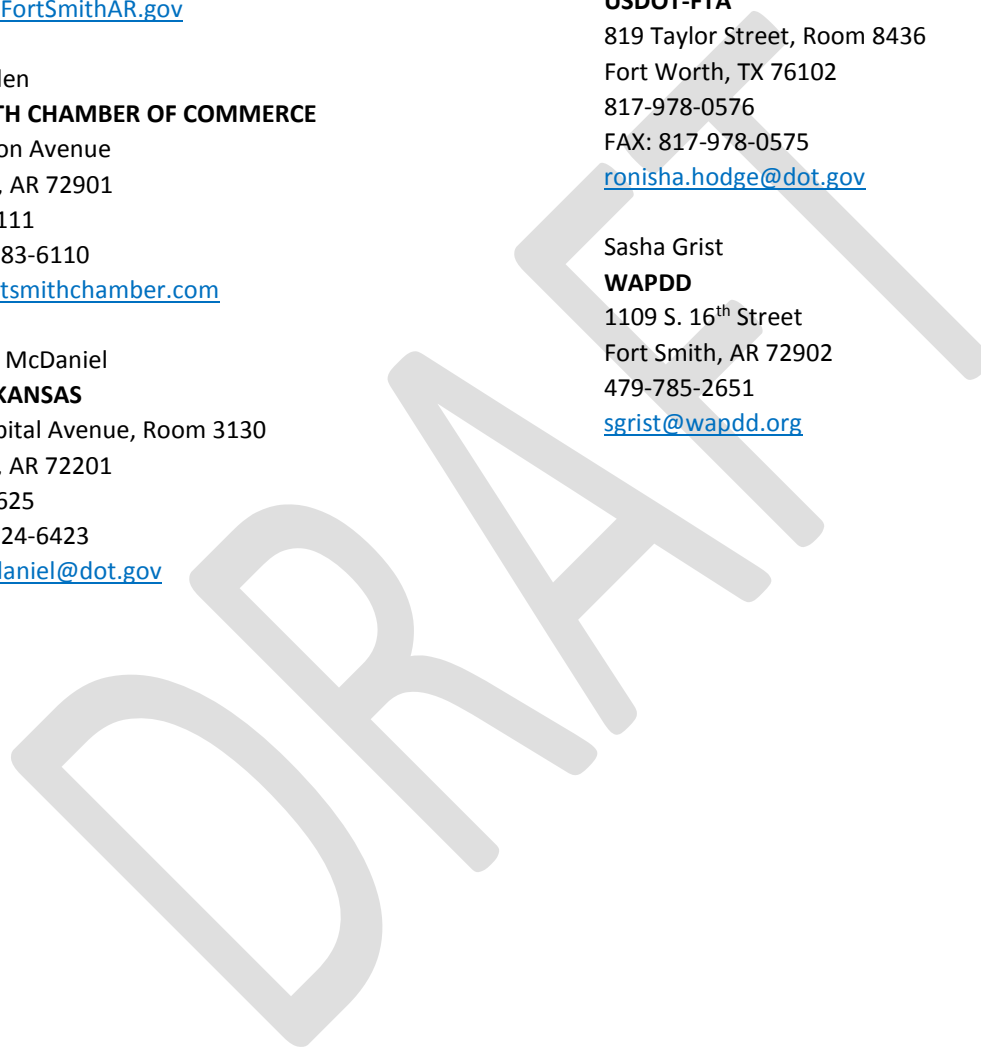 FortSmithAR.gov
len
TH CHAMBER OF COMMERCE
on Avenue
, AR 72901
111
83-6110
tsmithchamber.com
McDaniel
KANSAS
pital Avenue, Room 3130
, AR 72201
625
24-6423
daniel@dot.gov
USDOT-FTA
819 Taylor Street, Room 8436
Fort Worth, TX 76102
817-978-0576
FAX: 817-978-0575
ronisha.hodge@dot.gov
Sasha Grist
WAPDD
1109 S. 16th Street
Fort Smith, AR 72902
479-785-2651
sgrist@wapdd.org
DRAFT